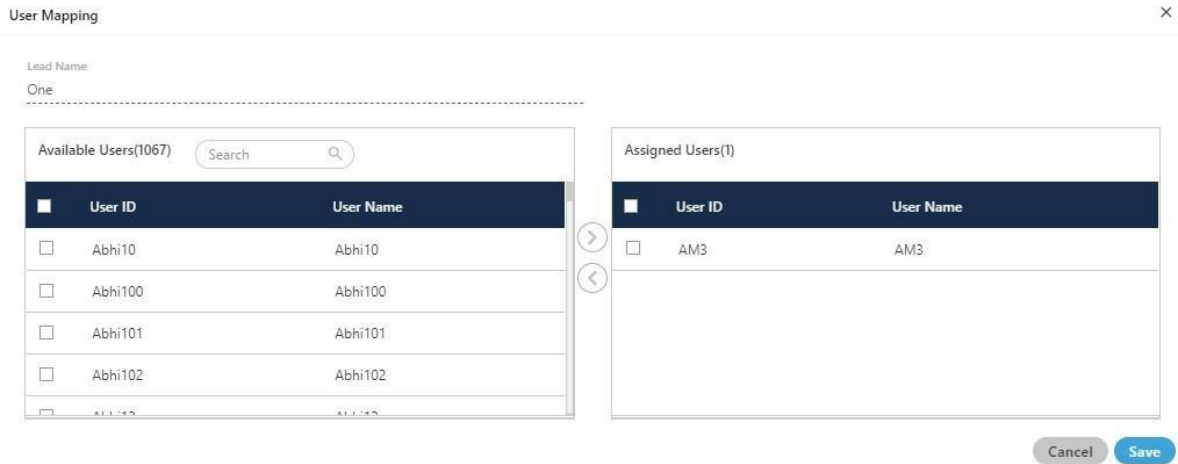 User Mapping
Lead Name
One
Available Users(1067) Search
User ID User Name
Abhi10 Abhi10
Abhi100 Abhi100
Abhi101 Abhi101
Abhi102 Abhi102
Assigned Users(1)
User ID User Name
AM3 AM3
Cancel Save